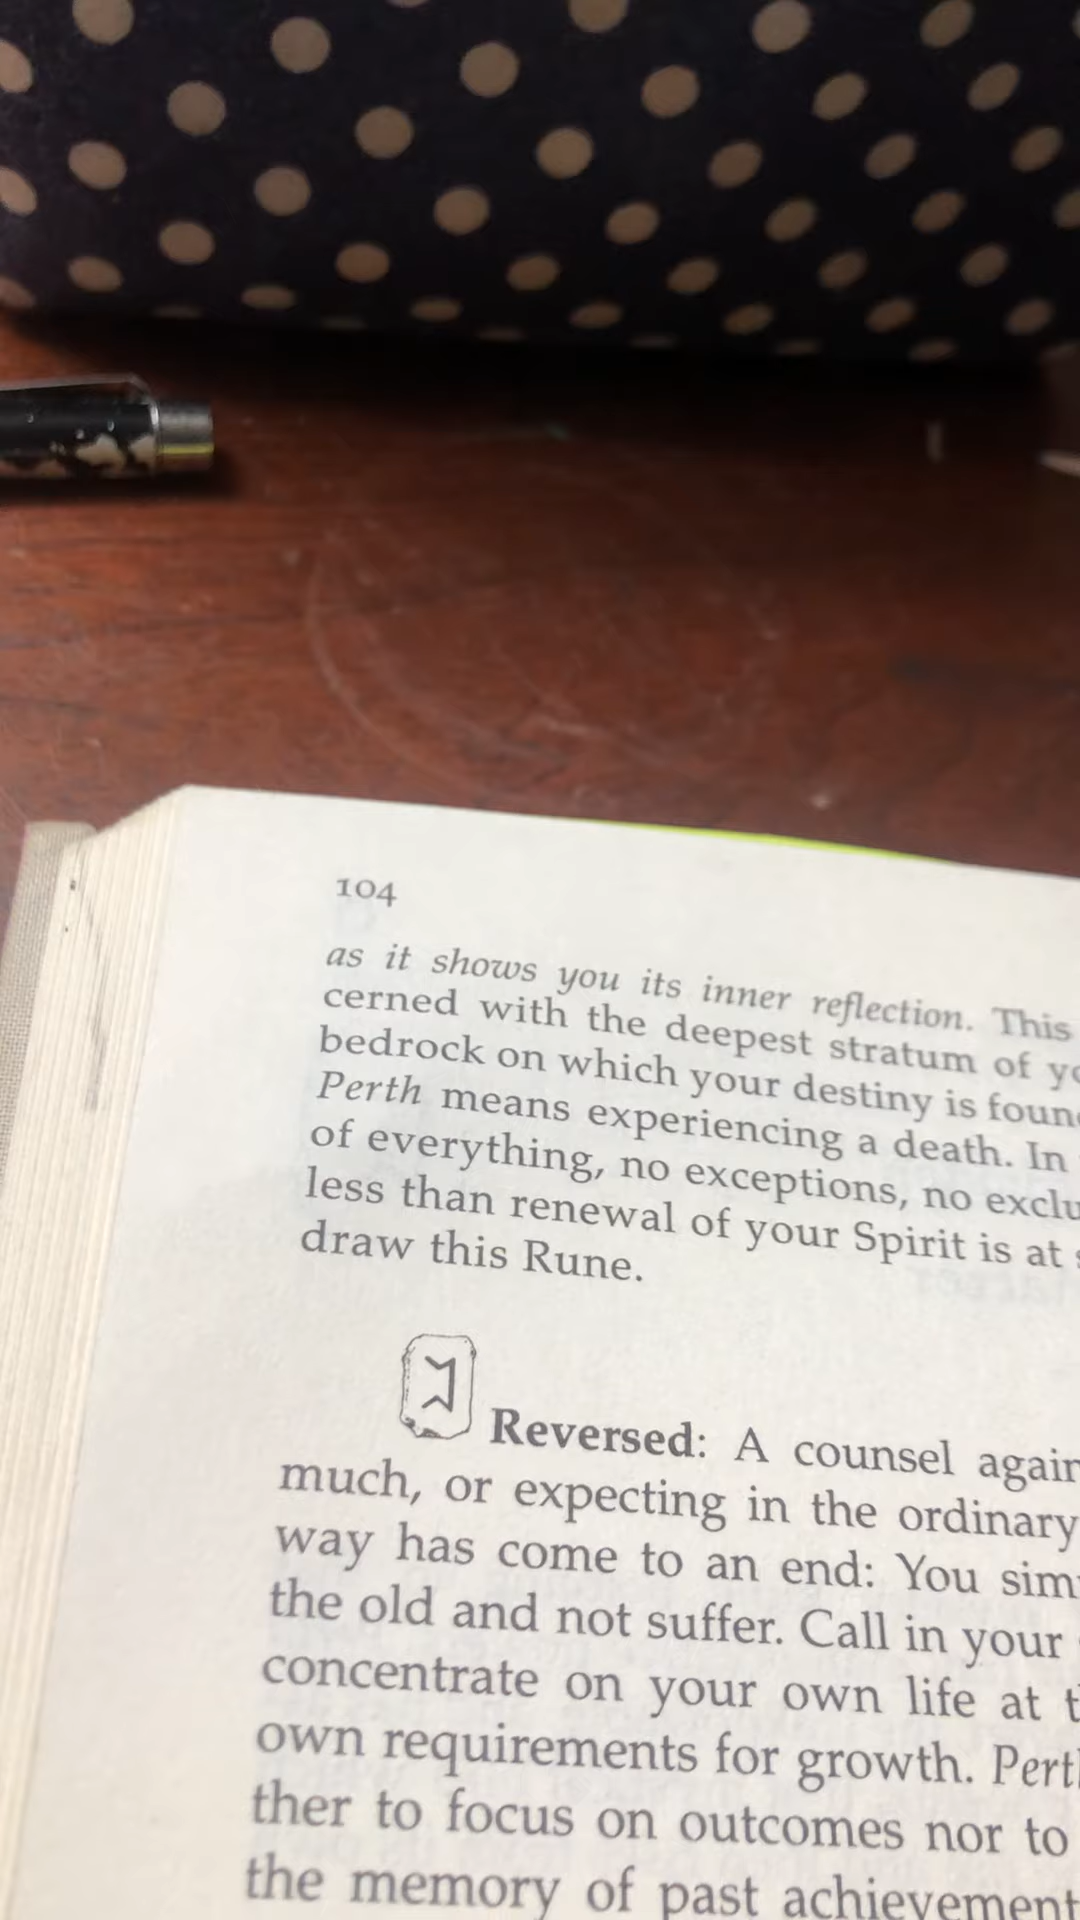 104
as it shows you its inner reflection. This
cerned with the deepest stratum of
bedrock on which your destiny is
Perth means experiencing a death. In
of everything, no exceptions, no
less than renewal of your Spirit is at
draw this Rune.
Reversed: A counsel
much, or expecting in the ordinary
way has come to an end: You
the old and not suffer. Call in your
concentrate on your own life at
own requirements for growth.
ther to focus on outcomes nor to
the memory of past